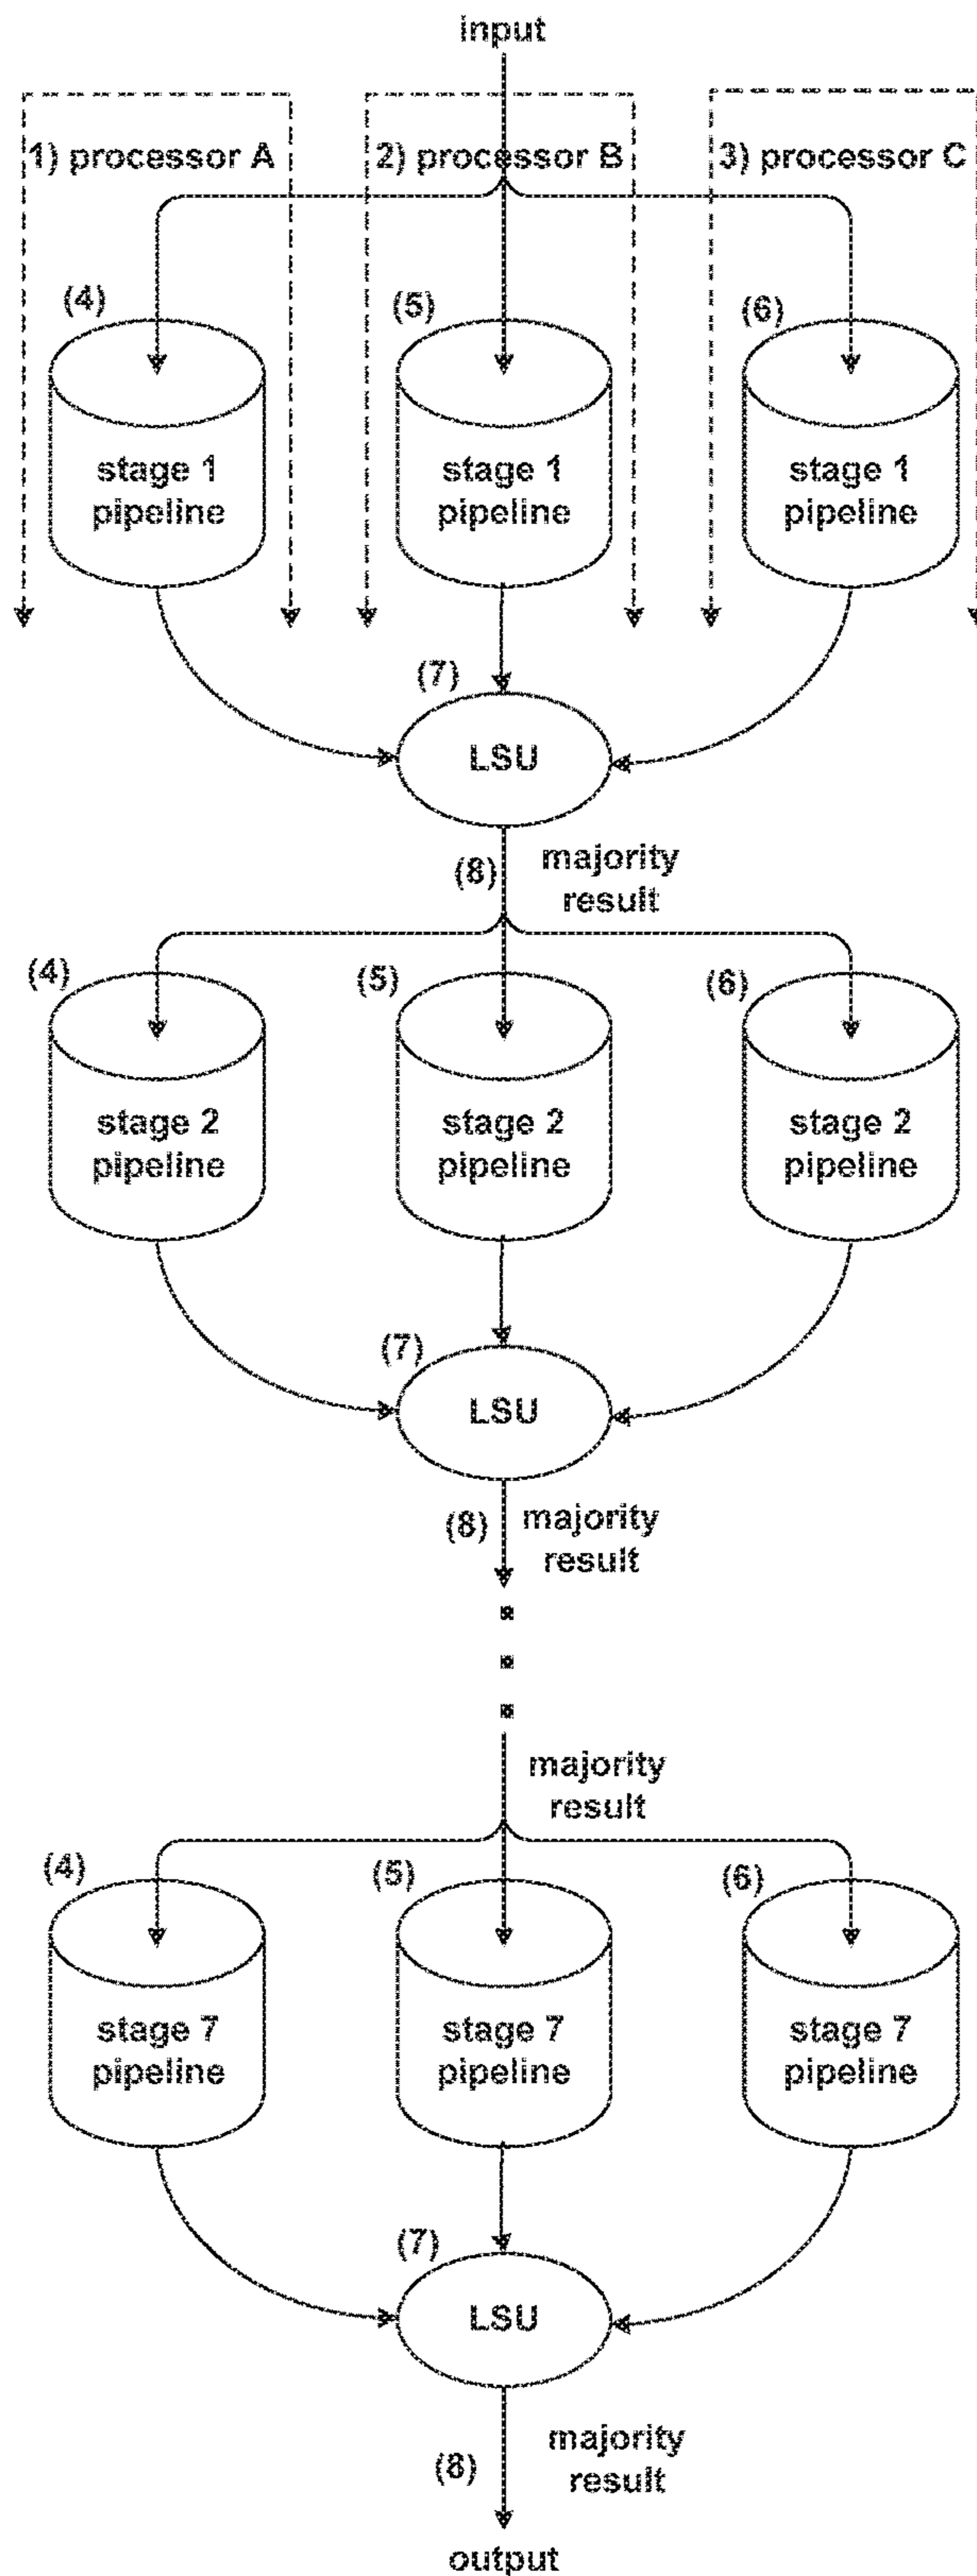 input
1) processor A
2) processor B
3) processor C
(4)
(5)
(6)
stage 1
pipeline
stage 1
pipeline
stage 1
pipeline
(7)
LSU
(8)
majority
result
(4)
(5)
(6)
stage 2
pipeline
stage 2
pipeline
stage 2
pipeline
(7)
LSU
(8)
majority
result
majority
result
(4)
(5)
(6)
stage 7
pipeline
stage 7
pipeline
stage 7
pipeline
(7)
LSU
(8)
majority
result
output